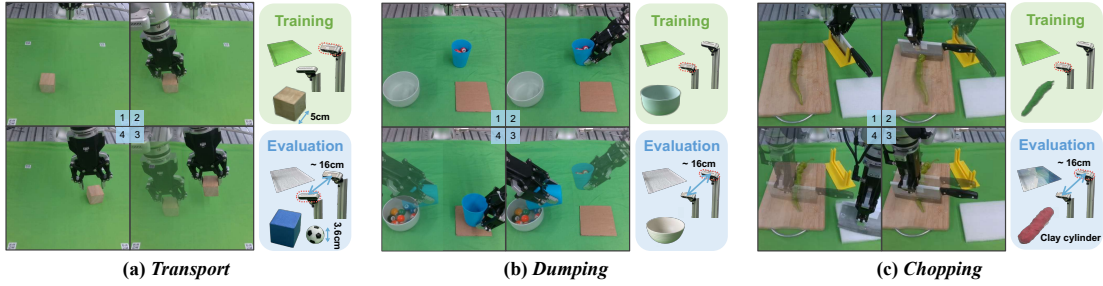 1 2
4 3
Training
5cm
Evaluation
~ 16cm
3.6cm
(a) Transport
1 2
4 3
Training
Evaluation
~ 16cm
(b) Dumping
1 2
4 3
Training
Evaluation
~ 16cm
Clay cylinder
(c) Chopping